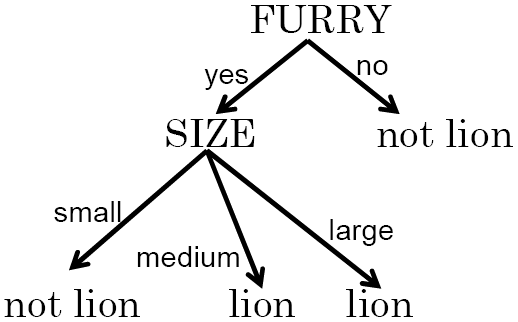 FURRY
yes no
SIZE not lion
small
medium large
not lion lion lion